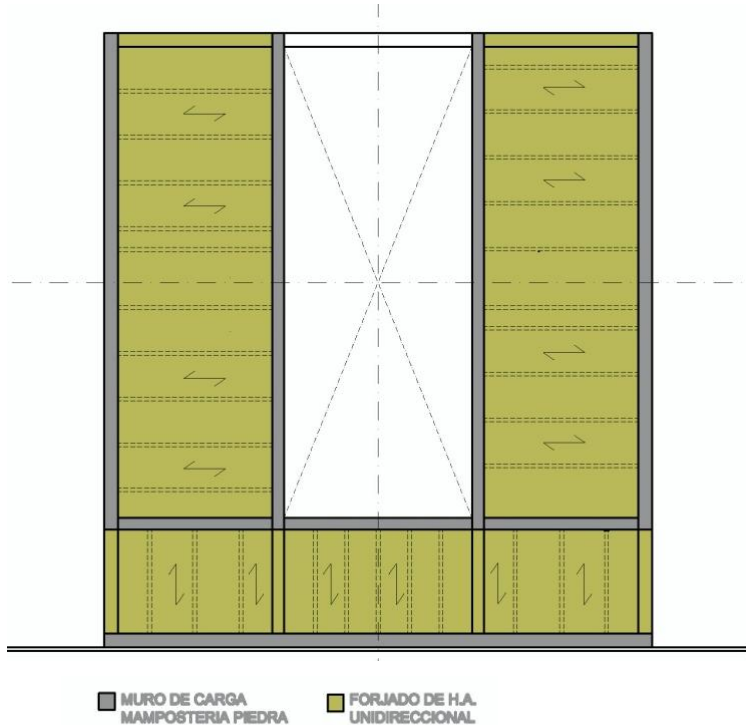 MURO DE CARGA
MAMPOSTERIA PIEDRA
FORJADO DE H.A.
UNIDIRECCIONAL